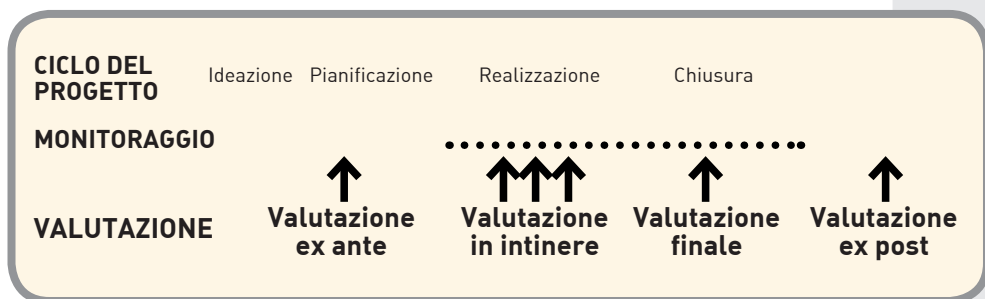 CICLO DEL
PROGETTO
Ideazione Pianificazione Realizzazione Chiusura
MONITORAGGIO
VALUTAZIONE
Valutazione
ex ante
Valutazione
in intinere
Valutazione
finale
Valutazione
ex post